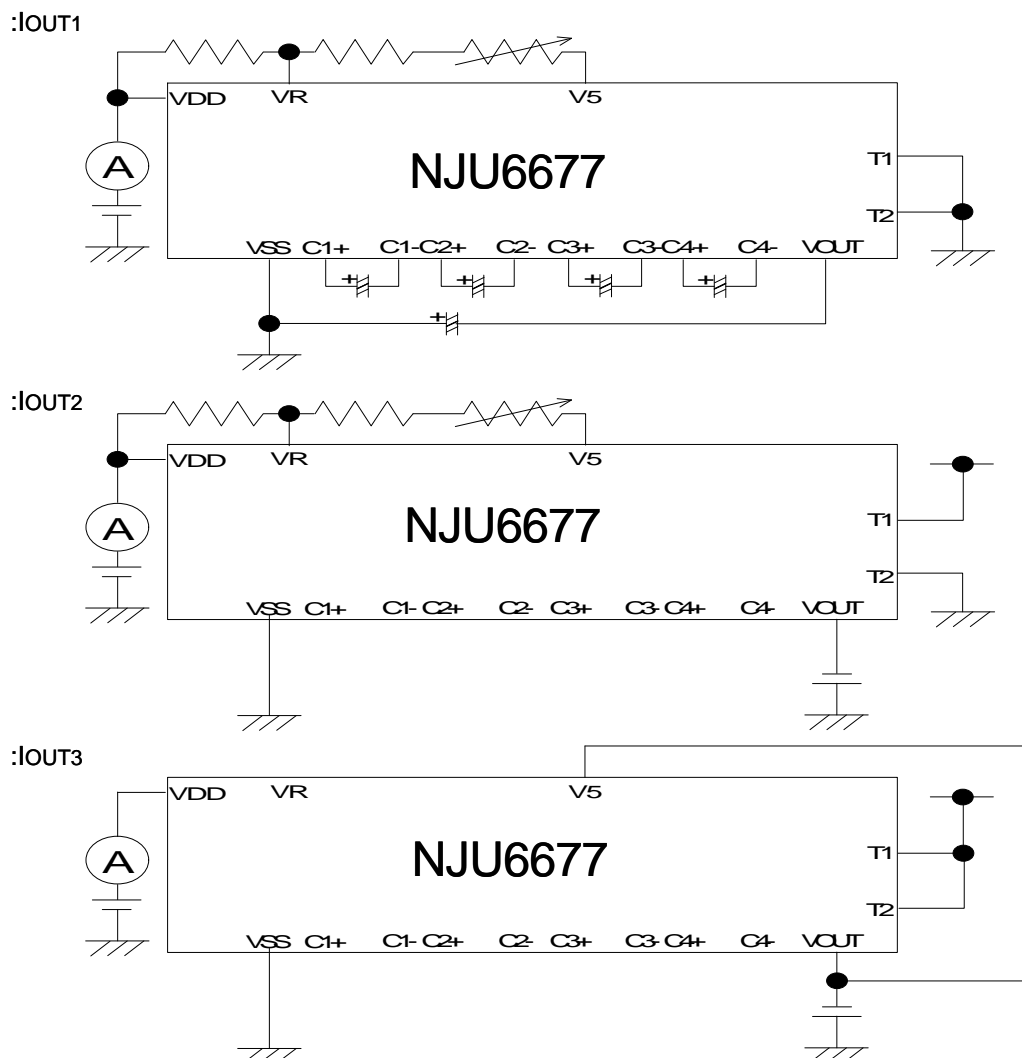 :IOUT1
VDD VR V5
A
NJU6677
T1
T2
VSS C1+ C1- C2+ C2- C3+ C3- C4+ C4- VOUT
+ + + +
+
:IOUT2
VDD VR V5
A
NJU6677
T1
T2
VSS C1+ C1- C2+ C2- C3+ C3- C4+ C4- VOUT
:IOUT3
VDD VR V5
A
NJU6677
T1
T2
VSS C1+ C1- C2+ C2- C3+ C3- C4+ C4- VOUT